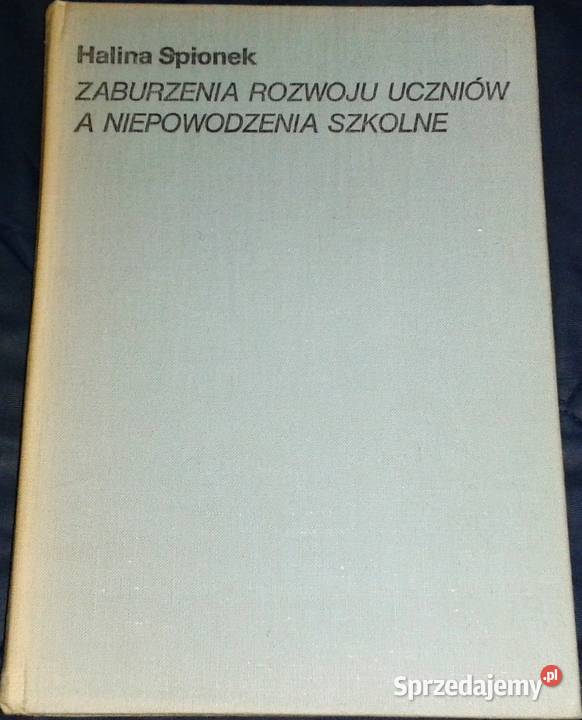 Halina Spionek
ZABURZENIA ROZWOJU UCZNIÓW
A NIEPOWODZENIA SZKOLNE
Sprzedajemy.pl